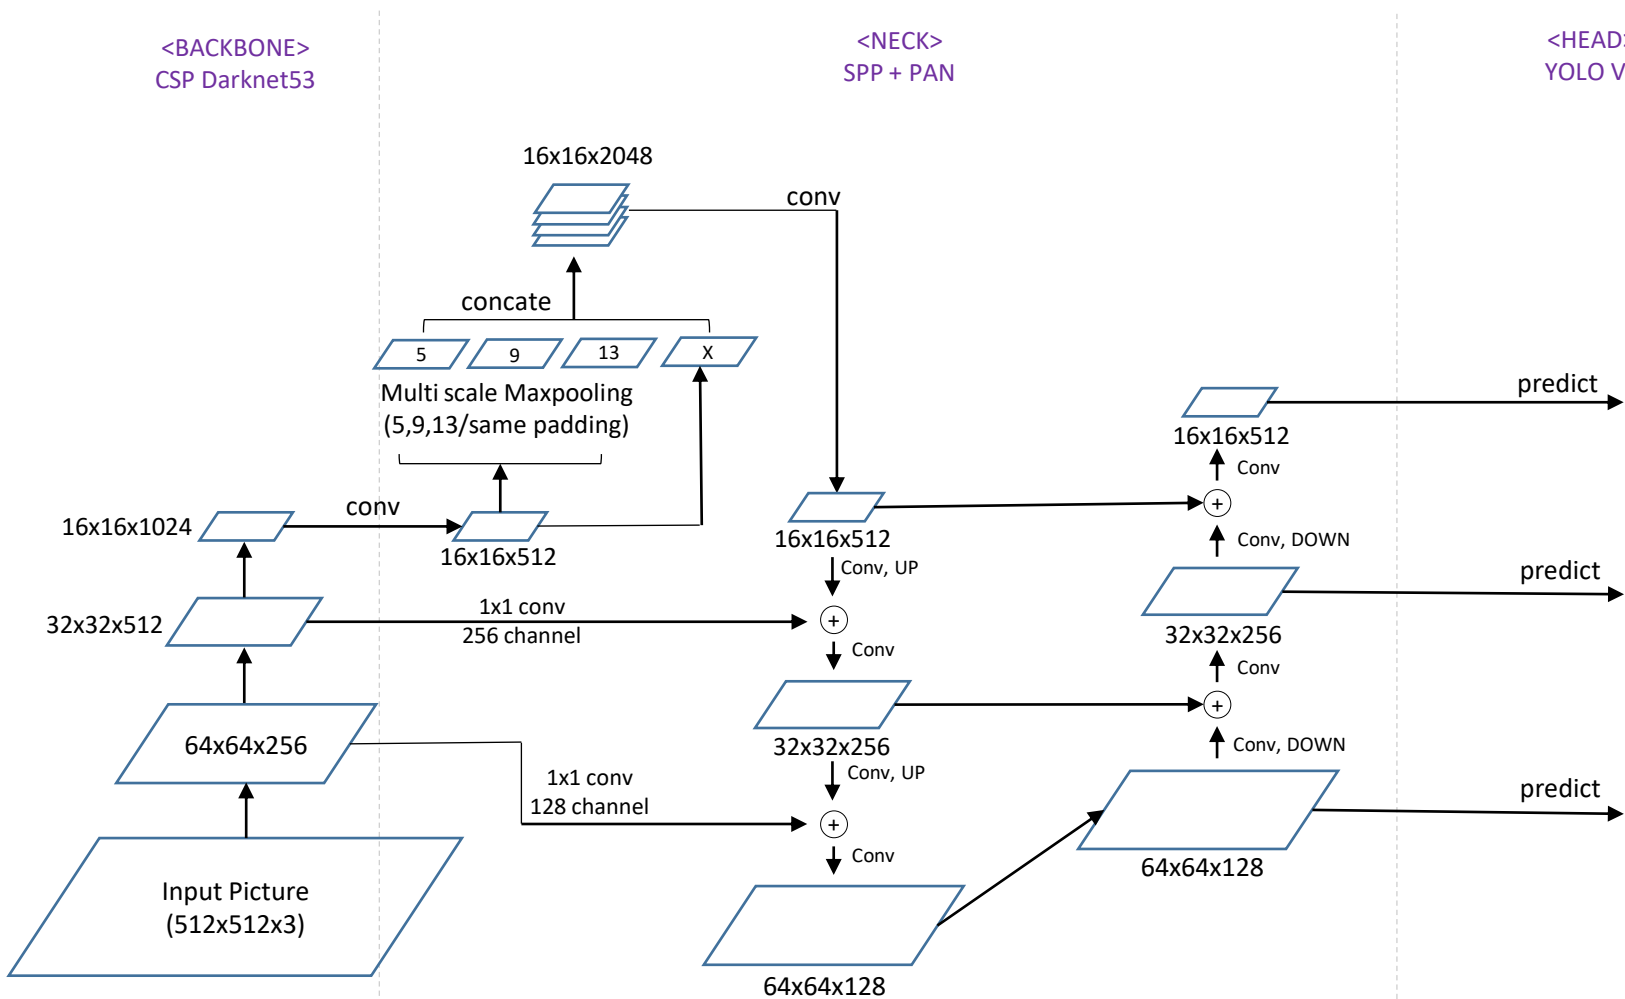 <BACKBONE>
CSP Darknet53
<NECK>
SPP + PAN
<HEAD>
YOLO V
16x16x2048
conv
concate
5
9
13
X
Multi scale Maxpooling
(5,9,13/same padding)
predict
16x16x512
Conv
16x16x1024
conv
16x16x512
16x16x512
+
Conv, UP
Conv, DOWN
predict
32x32x512
1x1 conv
256 channel
+
Conv
32x32x256
Conv
32x32x256
+
Conv, UP
Conv, DOWN
64x64x256
1x1 conv
128 channel
+
Conv
predict
64x64x128
Input Picture
(512x512x3)
64x64x128